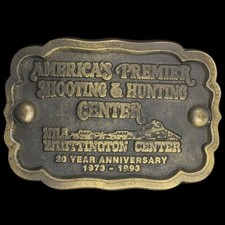 AMERICA'S PREMIER
SHOOTING & HUNTING
CENTER
NRA
WHITTINGTON CENTER
20 YEAR ANNIVERSARY
1973 - 1993